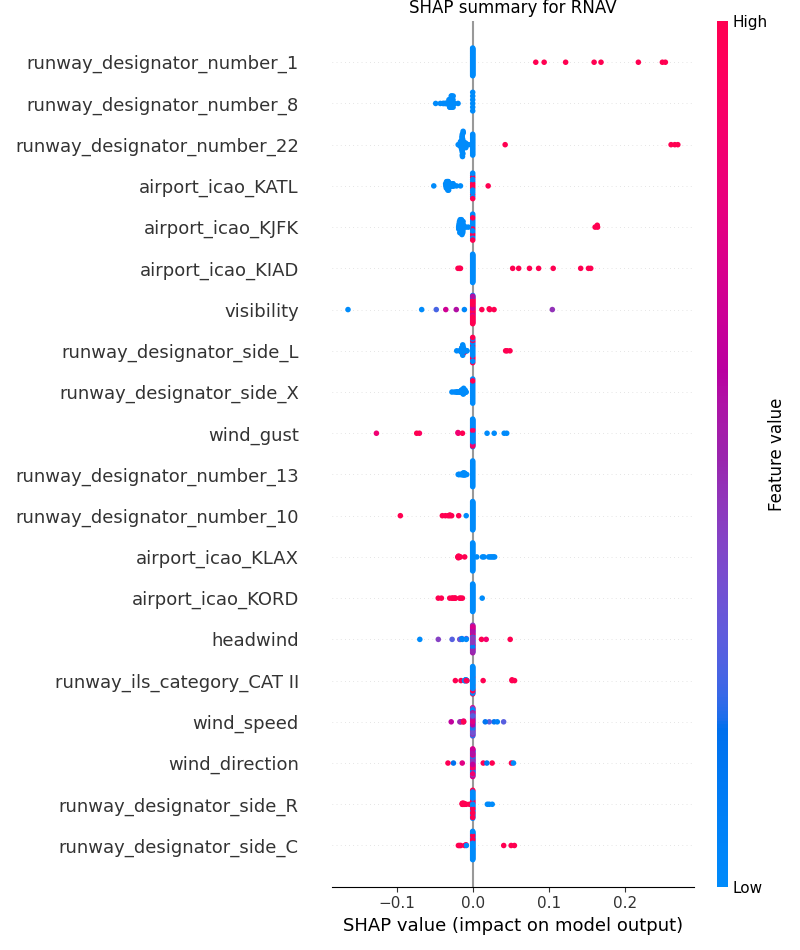 SHAP summary for RNAV
High
runway_designator_number_1
runway_designator_number_8
runway_designator_number_22
airport_icao_KATL
airport_icao_KJFK
airport_icao_KIAD
visibility
runway_designator_side_L
runway_designator_side_X
wind_gust
runway_designator_number_13
runway_designator_number_10
airport_icao_KLAX
airport_icao_KORD
headwind
runway_ils_category_CAT II
wind_speed
wind_direction
runway_designator_side_R
runway_designator_side_C
Feature value
Low
−0.1 0.0 0.1 0.2
SHAP value (impact on model output)